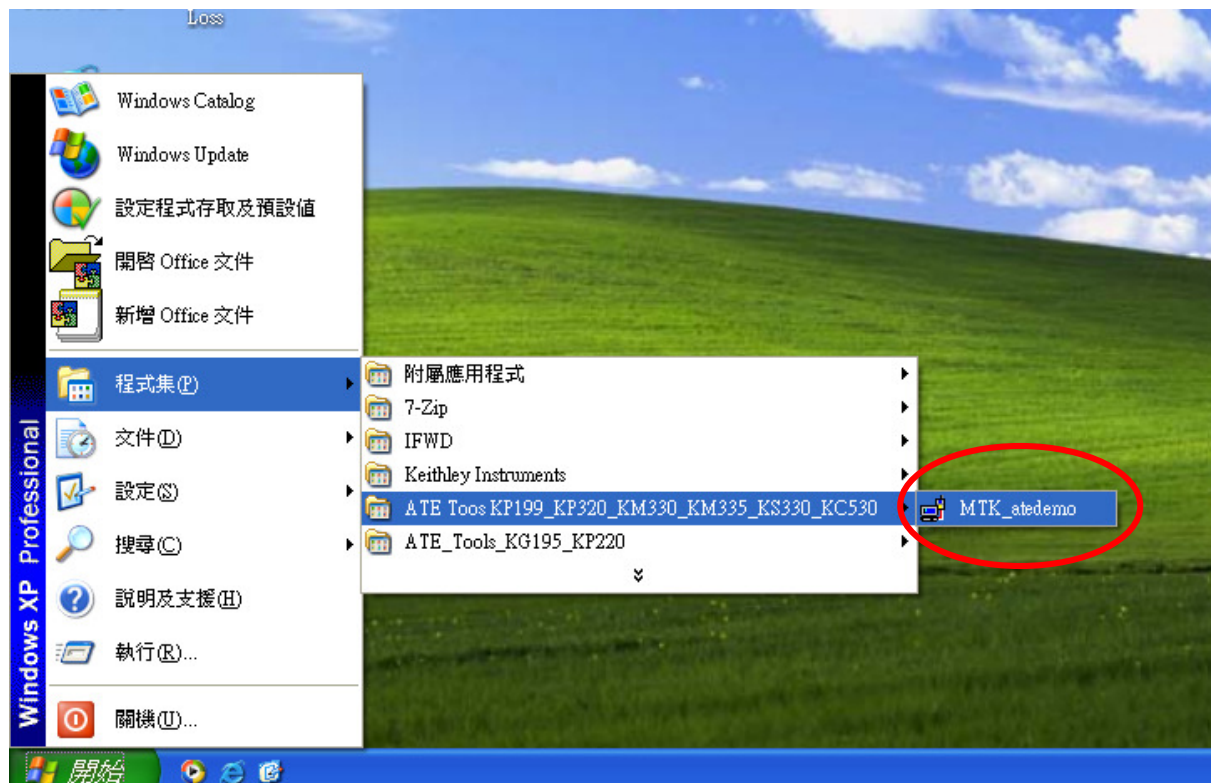 Loss
Windows Catalog
Windows Update
設定程式存取及預設值
開啓 Office 文件
新增 Office 文件
程式集(P)
文件(D)
設定(S)
搜尋(C)
說明及支援(H)
執行(R)...
關機(U)...
Windows XP Professional
附屬應用程式
7-Zip
IFWD
Keithley Instruments
ATE Toos KP199_KP320_KM330_KM335_KS330_KC530
ATE_Tools_KG195_KP220
MTK_atedemo
開始